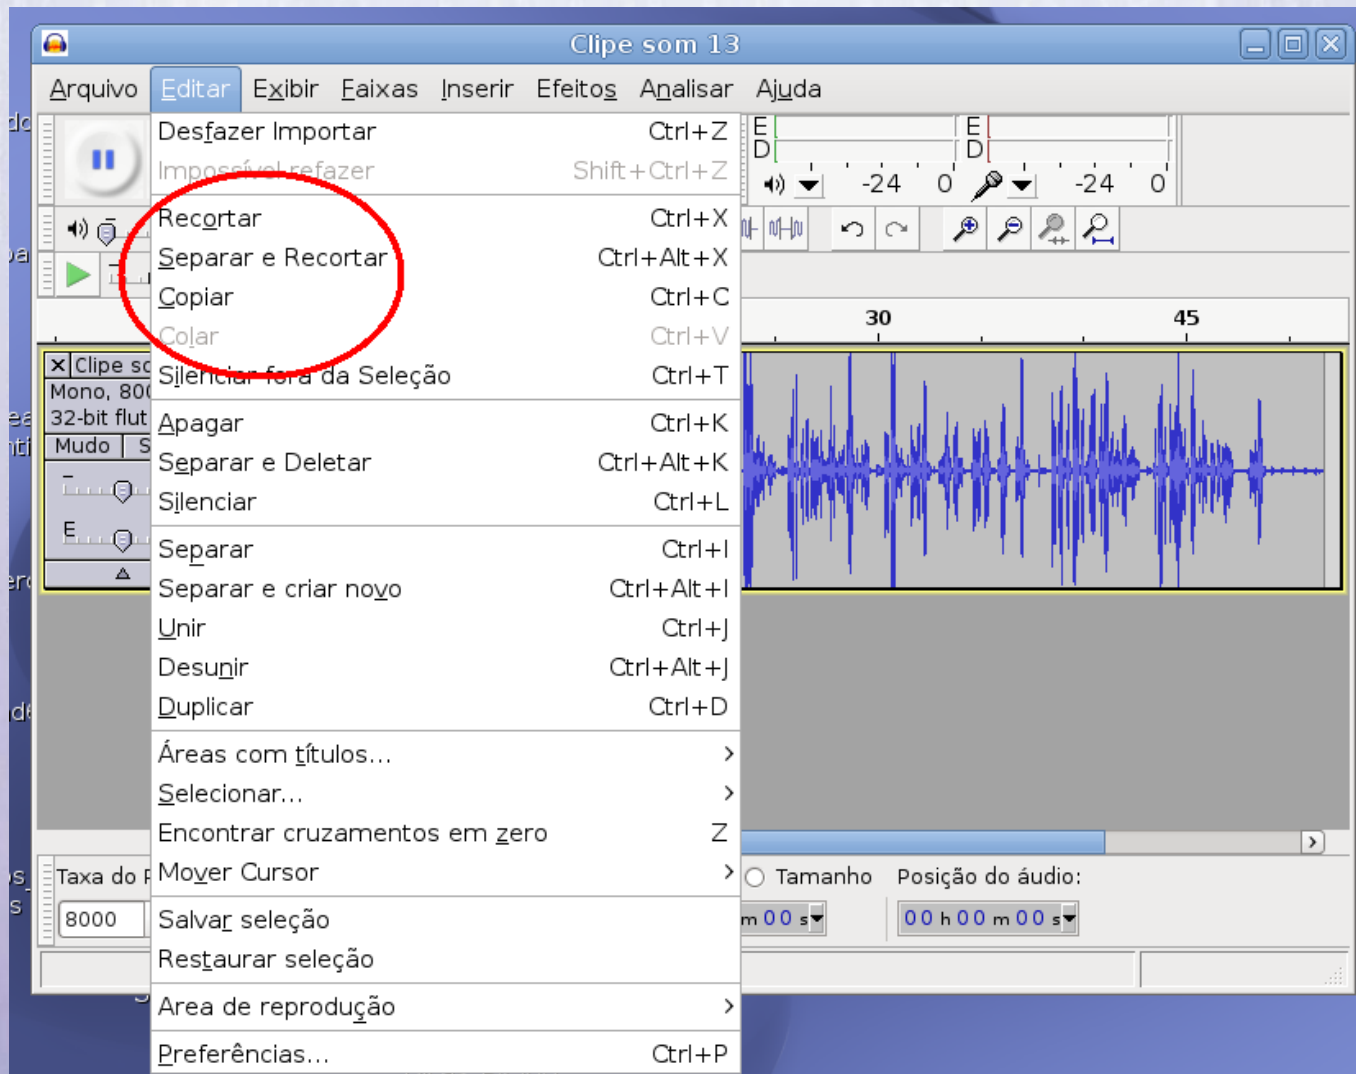 Clipe som 13
Arquivo Editar Exibir Faixas Inserir Efeitos Analisar Ajuda
Desfazer Importar Ctrl+Z
Impossível refazer Shift+Ctrl+Z
E E
D D
-24 0 -24 0
Recortar Ctrl+X
Separar e Recortar Ctrl+Alt+X
Copiar Ctrl+C
30 45
Colar Ctrl+V
Clipe
Silenciar fora da Seleção Ctrl+T
Mono,
32-bit
Apagar Ctrl+K
Mudo
Separar e Deletar Ctrl+Alt+K
Silenciar Ctrl+L
E
Separar Ctrl+I
Separar e criar novo Ctrl+Alt+I
Unir Ctrl+J
Desunir Ctrl+Alt+J
Duplicar Ctrl+D
Áreas com títulos...
Selecionar...
Encontrar cruzamentos em zero Z
Taxa do
Mover Cursor
Tamanho Posição do áudio:
8000
Salvar seleção
m 00 s 00 h 00 m 00 s
Restaurar seleção
Area de reprodução
Preferências... Ctrl+P